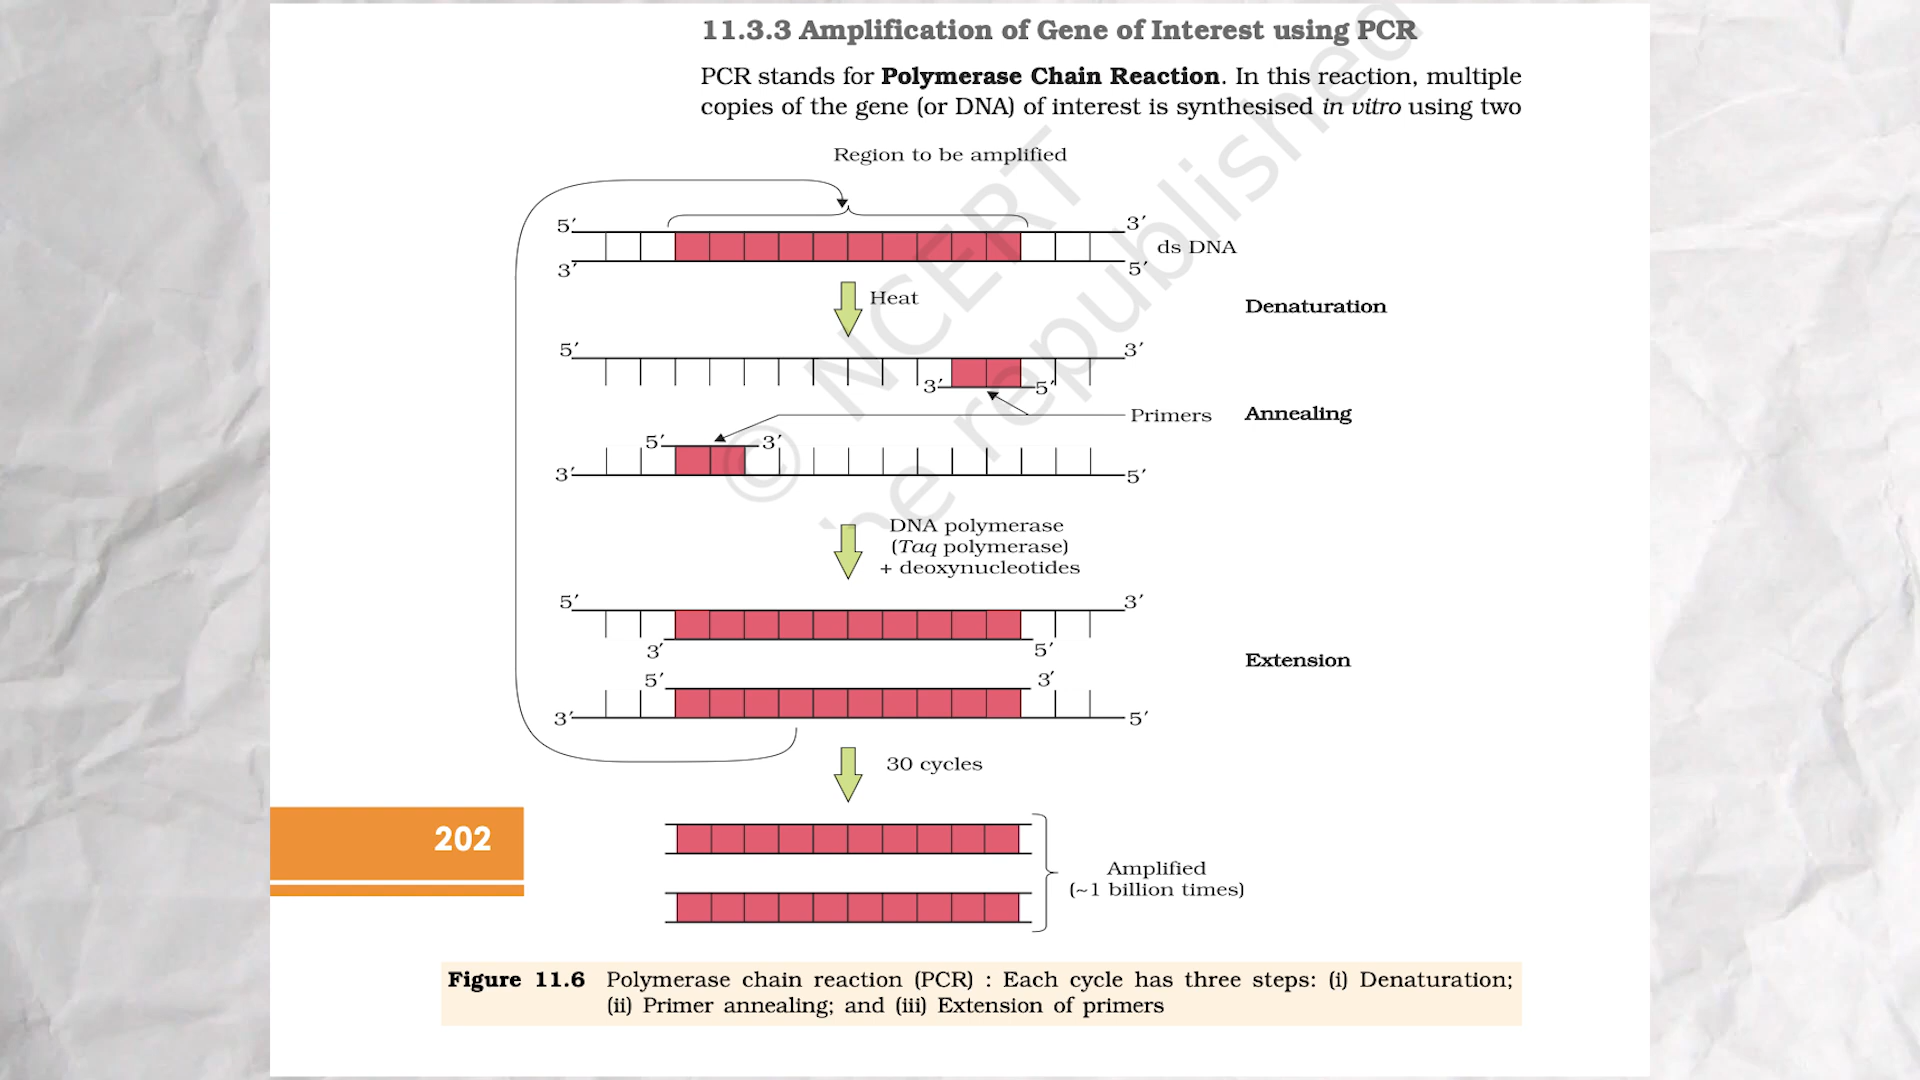 11.3.3 Amplification of Gene of Interest using PCR
PCR stands for Polymerase Chain Reaction. In this reaction, multiple
copies of the gene (or DNA) of interest is synthesised in vitro using two
Region to be amplified
5′ 3′
ds DNA
3′ 5′
Heat
Denaturation
5′ 3′
3′ 5′
Primers Annealing
5′ 3′
3′ 5′
DNA polymerase
(Taq polymerase)
+ deoxynucleotides
5′ 3′
3′ 5′
Extension
5′ 3′
3′ 5′
30 cycles
202
Amplified
(~1 billion times)
Figure 11.6 Polymerase chain reaction (PCR) : Each cycle has three steps: (i) Denaturation;
(ii) Primer annealing; and (iii) Extension of primers
© NCERT
be republished